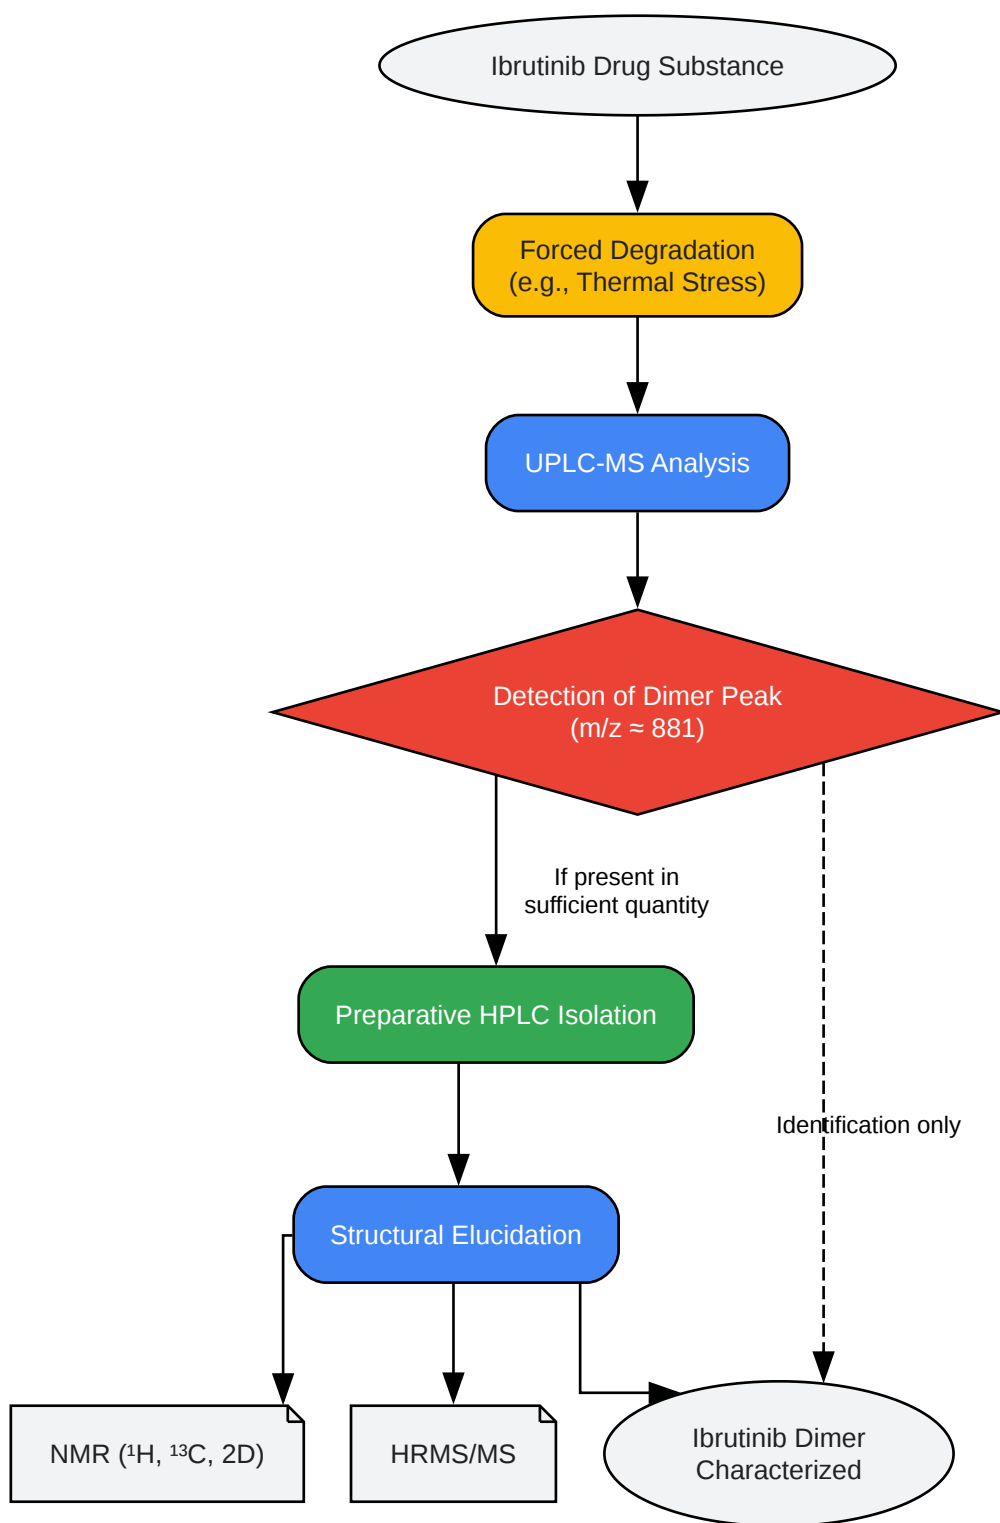 Ibrutinib Drug Substance
Forced Degradation
(e.g., Thermal Stress)
UPLC-MS Analysis
Detection of Dimer Peak
(m/z ≈ 881)
If present in
sufficient quantity
Preparative HPLC Isolation
Identification only
Structural Elucidation
NMR (¹H, ¹³C, 2D)
HRMS/MS
Ibrutinib Dimer
Characterized